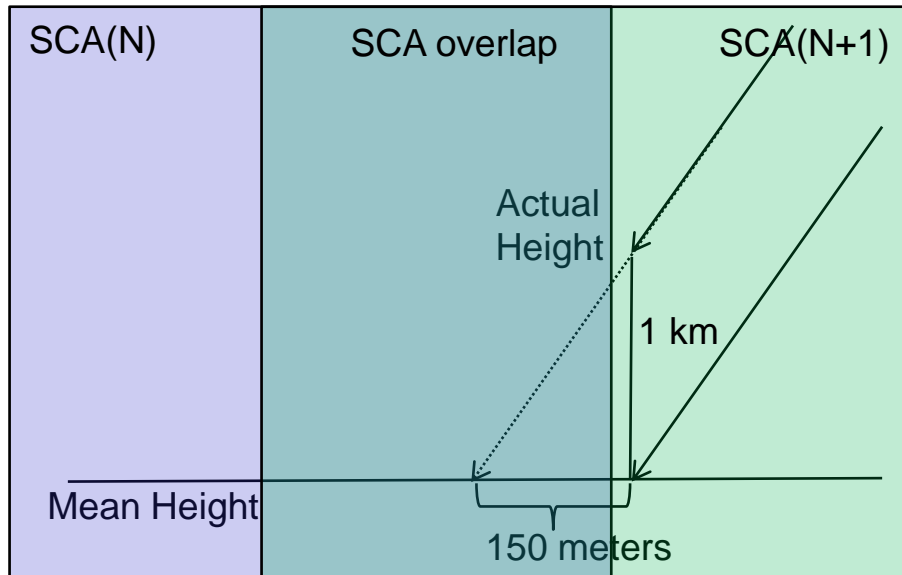 SCA(N)
SCA overlap
SCA(N+1)
Actual
Height
1 km
Mean Height
150 meters